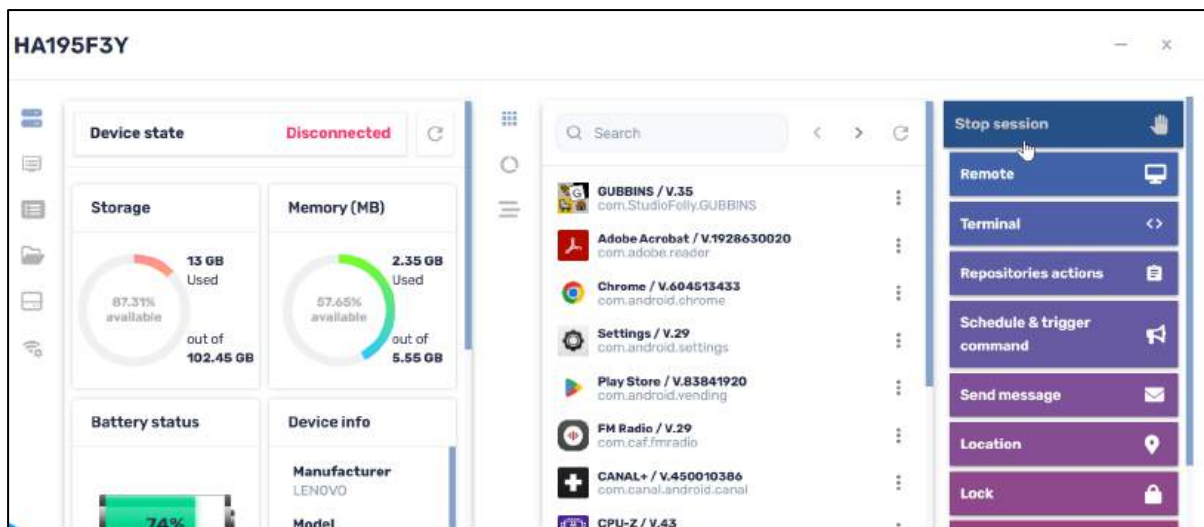 HA195F3Y
Device state
Disconnected
Storage
13 GB
Used
87.31%
available
out of
102.45 GB
Memory (MB)
2.35 GB
Used
57.65%
available
out of
5.55 GB
Battery status
74%
Device info
Manufacturer
LENOVO
Model
Search
GUBBINS / V.35
com.StudioFolly.GUBBINS
Adobe Acrobat / V.1928630020
com.adobe.reader
Chrome / V.604513433
com.android.chrome
Settings / V.29
com.android.settings
Play Store / V.83841920
com.android.vending
FM Radio / V.29
com.caf.fmradio
CANAL+ / V.450010386
com.canal.android.canal
CPU-Z / V.43
Stop session
Remote
Terminal
Repositories actions
Schedule & trigger
command
Send message
Location
Lock